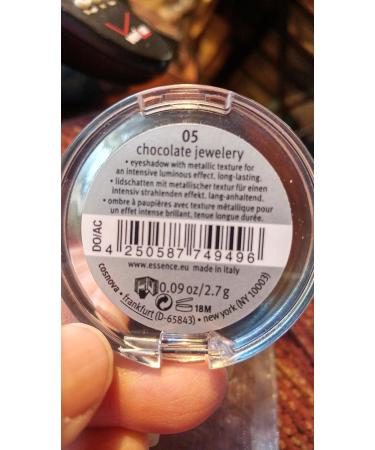 05
chocolate jewelery
• eyeshadow with metallic texture for
an intensive luminous effect. long-lasting.
• lidschatten mit metallischer textur für einen
intensiv strahlenden effekt. lang-anhaltend.
• ombre à paupières avec texture métallique pour
un effet intense brillant. tenue longue durée.
DO/AC
4 250587 749496
www.essence.eu made in italy
0.09 oz/2.7 g
18M
cosnova • frankfurt (D-65843) • new york (NY 10003)